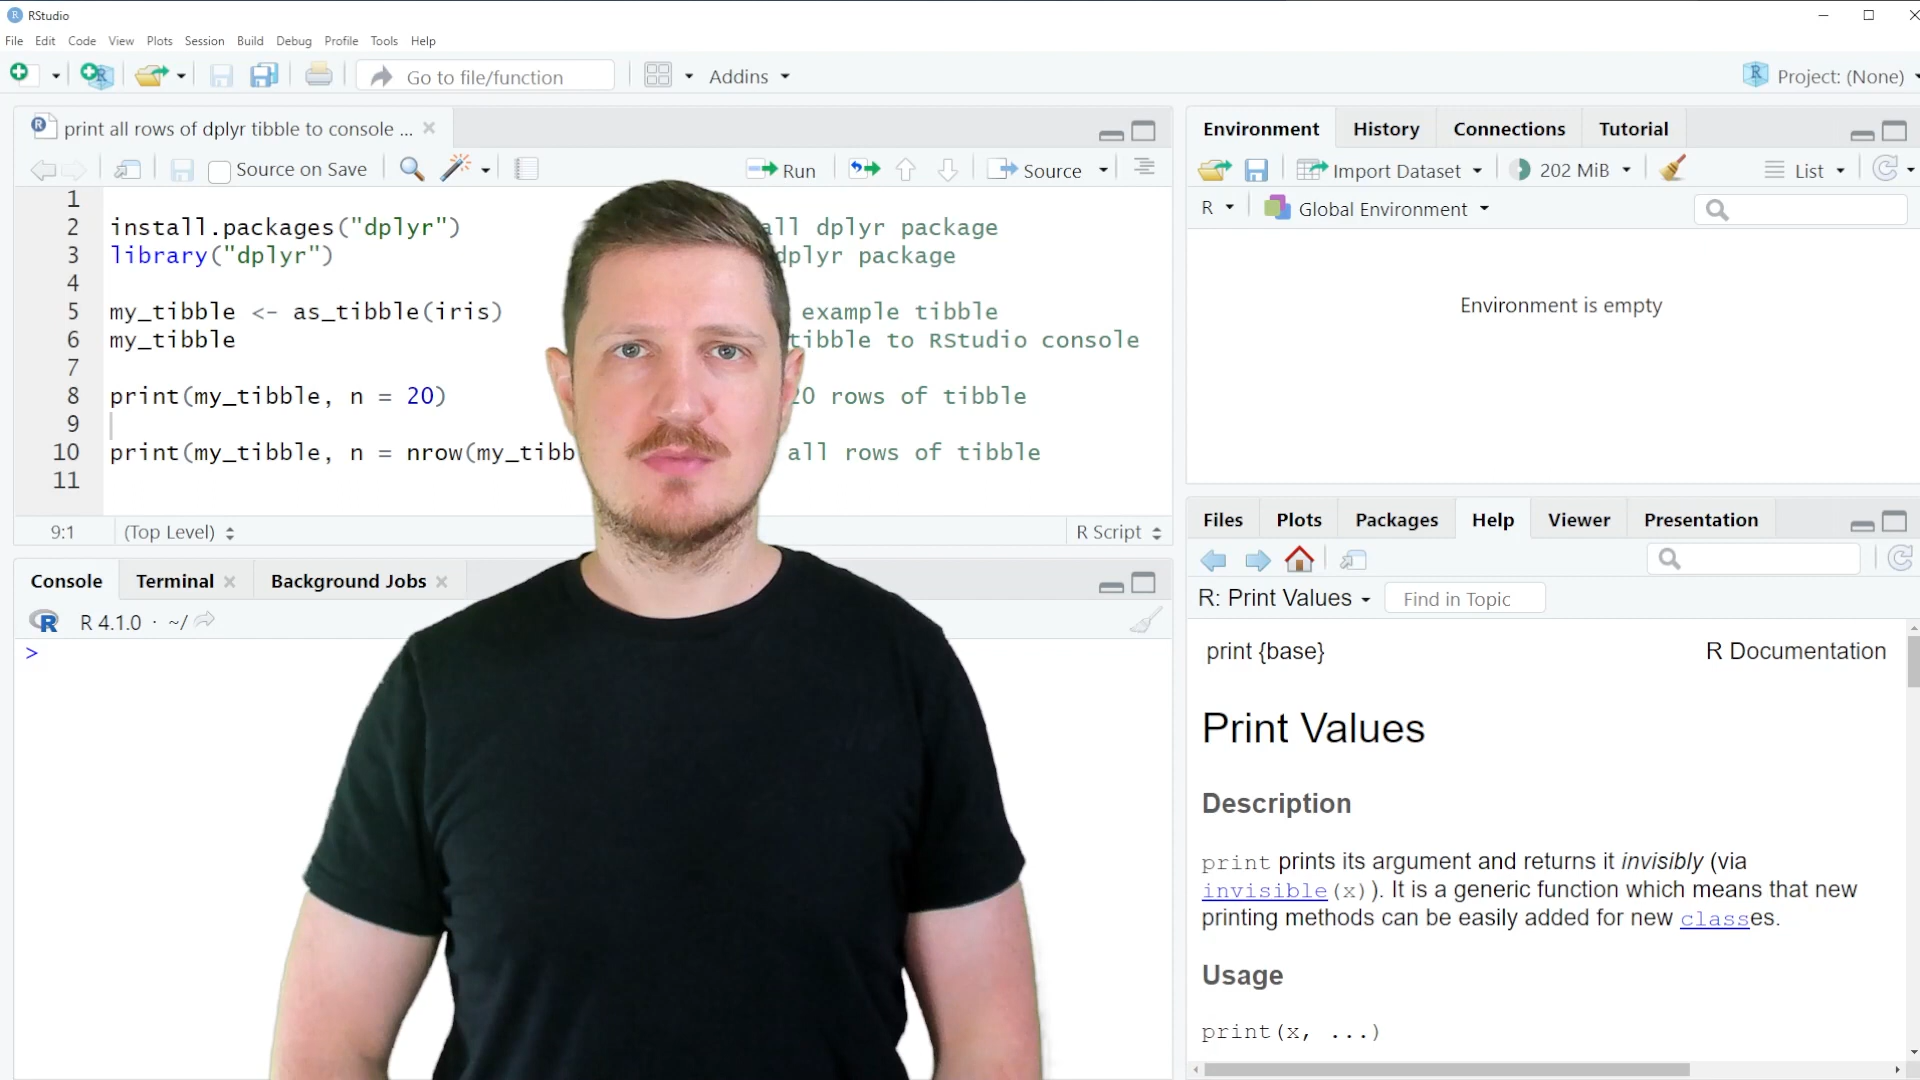 RStudio
File Edit Code View Plots Session Build Debug Profile Tools Help
Go to file/function Addins Project: (None)
print all rows of dplyr tibble to console ...
Source on Save Run Source
1
2 install.packages("dplyr") all dplyr package
3 library("dplyr") dplyr package
4
5 my_tibble <- as_tibble(iris) example tibble
6 my_tibble tibble to RStudio console
7
8 print(my_tibble, n = 20) 20 rows of tibble
9
10 print(my_tibble, n = nrow(my_tibb all rows of tibble
11
9:1 (Top Level) R Script
Console Terminal Background Jobs
R 4.1.0 · ~/
>
Environment History Connections Tutorial
Import Dataset 202 MiB List
R Global Environment
Environment is empty
Files Plots Packages Help Viewer Presentation
R: Print Values Find in Topic
print {base} R Documentation
Print Values
Description
print prints its argument and returns it invisibly (via
invisible(x)). It is a generic function which means that new
printing methods can be easily added for new classes.
Usage
print(x, ...)